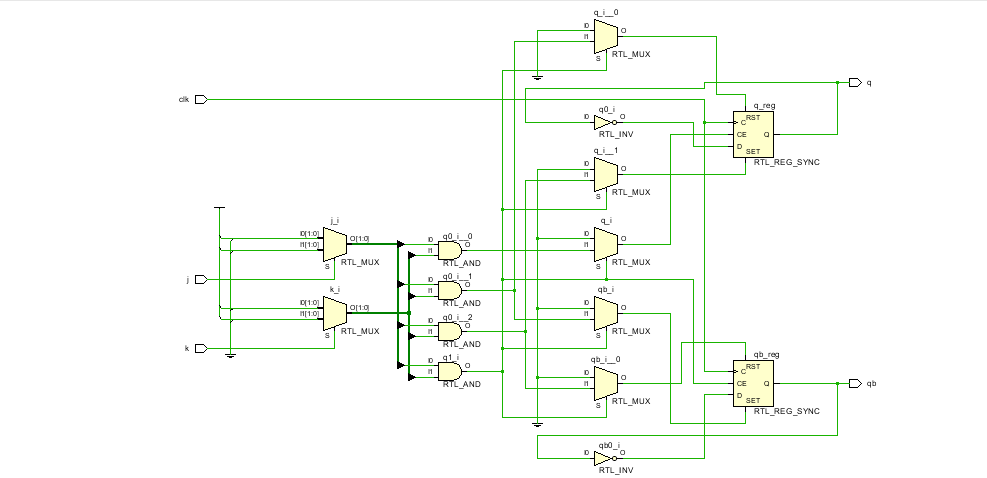 q_i__0
I0
I1
O
S
RTL_MUX
q
clk
q0_i
I0
O
RTL_INV
q_reg
RST
C
CE
D
Q
SET
RTL_REG_SYNC
q_i__1
I0
I1
O
S
RTL_MUX
j_i
I0[1:0]
I1[1:0]
O[1:0]
S
RTL_MUX
q0_i__0
I0
I1
O
RTL_AND
q_i
I0
I1
O
S
RTL_MUX
j
q0_i__1
I0
I1
O
RTL_AND
k_i
I0[1:0]
I1[1:0]
O[1:0]
S
RTL_MUX
qb_i
I0
I1
O
S
RTL_MUX
k
q0_i__2
I0
I1
O
RTL_AND
q1_i
I0
I1
O
RTL_AND
qb_i__0
I0
I1
O
S
RTL_MUX
qb_reg
RST
C
CE
D
Q
SET
RTL_REG_SYNC
qb
qb0_i
I0
O
RTL_INV